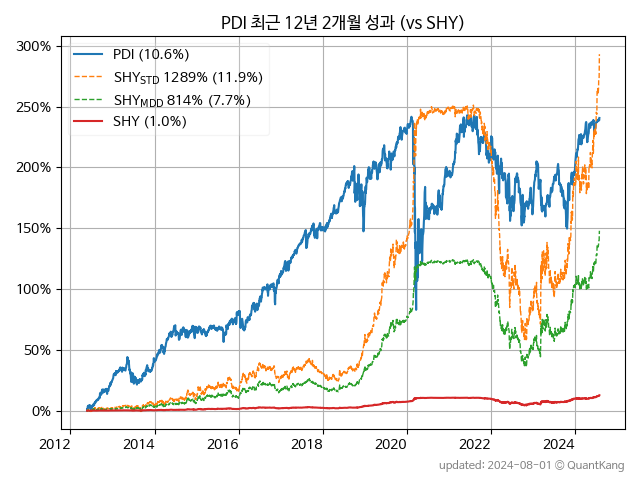 PDI 최근 12년 2개월 성과 (vs SHY)
300%
250%
200%
150%
100%
50%
0%
PDI (10.6%)
SHYSTD 1289% (11.9%)
SHYMDD 814% (7.7%)
SHY (1.0%)
2012 2014 2016 2018 2020 2022 2024
updated: 2024-08-01 © QuantKang